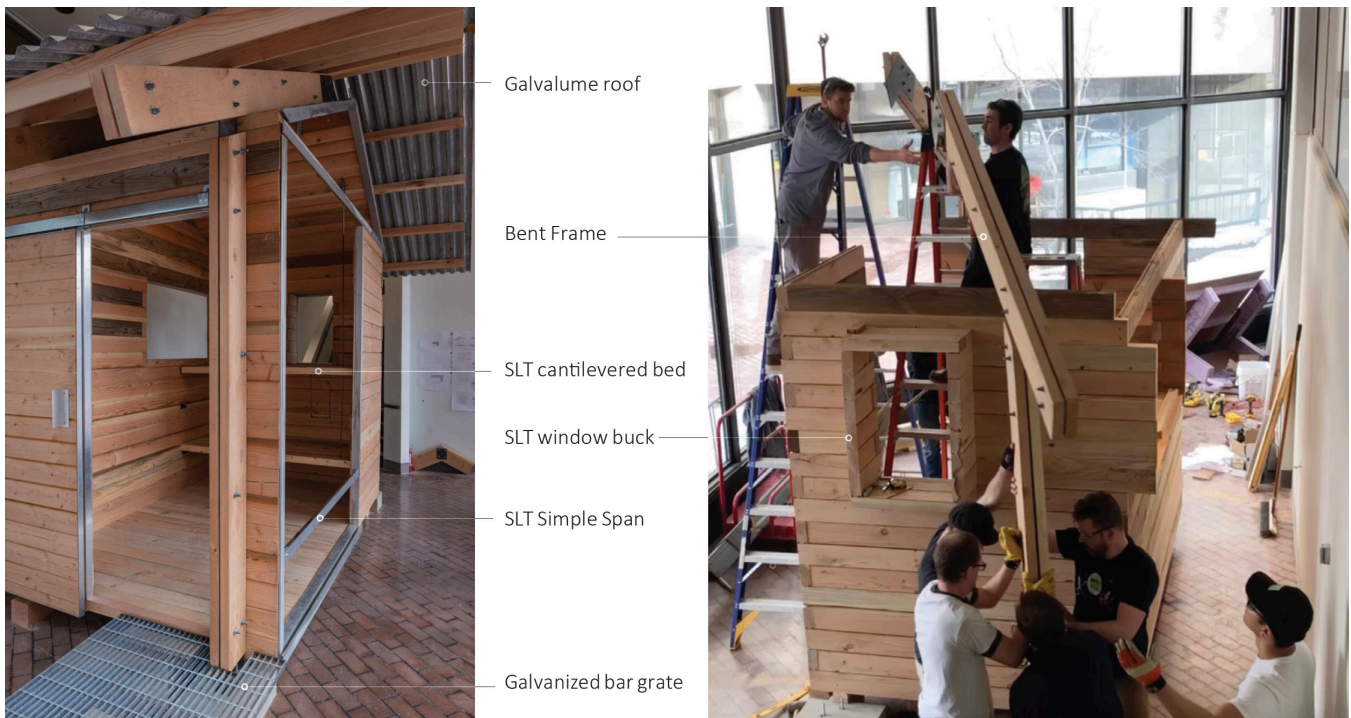 Galvalume roof
Bent Frame
SLT cantilevered bed
SLT window buck
SLT Simple Span
Galvanized bar grate